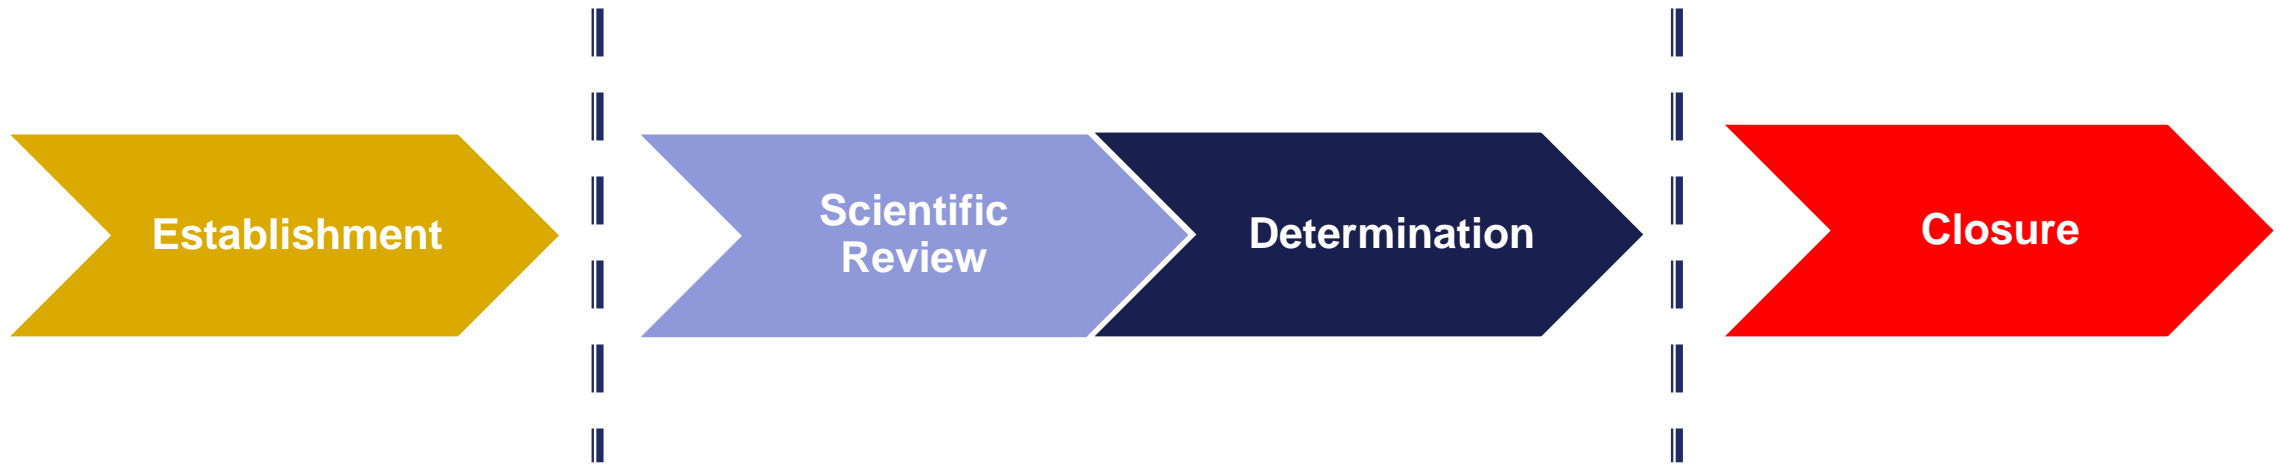 Establishment
Scientific
Review
Determination
Closure